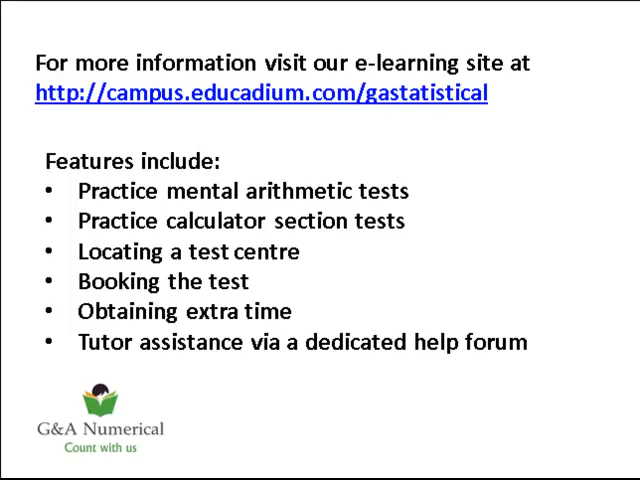 For more information visit our e-learning site at
http://campus.educadium.com/gastatistical
Features include:
• Practice mental arithmetic tests
• Practice calculator section tests
• Locating a test centre
• Booking the test
• Obtaining extra time
• Tutor assistance via a dedicated help forum
G&A Numerical
Count with us